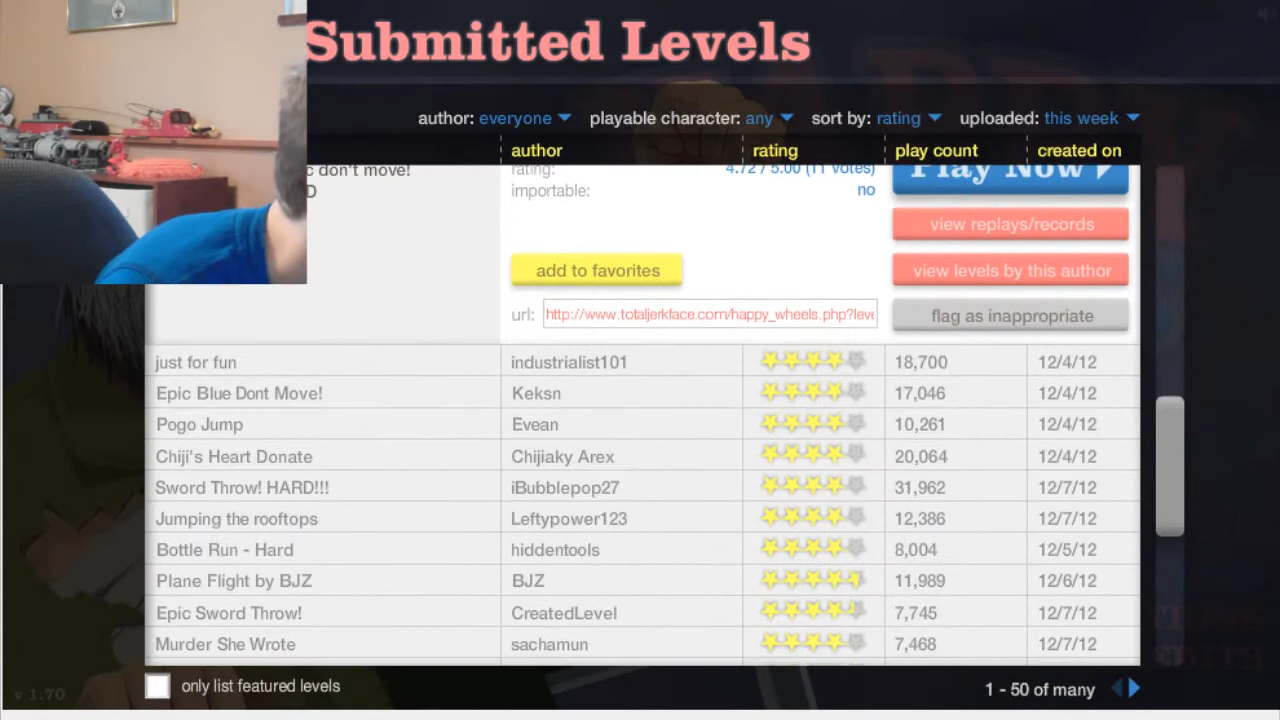 Submitted Levels
author: everyone playable character: any sort by: rating uploaded: this week
author rating play count created on
c don't move! rating: 4.72 / 5.00 (11 votes) Play Now
D importable: no
view replays/records
add to favorites view levels by this author
url: http://www.totaljerkface.com/happy_wheels.php?leve flag as inappropriate
just for fun industrialist101 18,700 12/4/12
Epic Blue Dont Move! Keksn 17,046 12/4/12
Pogo Jump Evean 10,261 12/4/12
Chiji's Heart Donate Chijiaky Arex 20,064 12/4/12
Sword Throw! HARD!!! iBubblepop27 31,962 12/7/12
Jumping the rooftops Leftypower123 12,386 12/7/12
Bottle Run - Hard hiddentools 8,004 12/5/12
Plane Flight by BJZ BJZ 11,989 12/6/12
Epic Sword Throw! CreatedLevel 7,745 12/7/12
Murder She Wrote sachamun 7,468 12/7/12
v 1.70 only list featured levels 1 - 50 of many